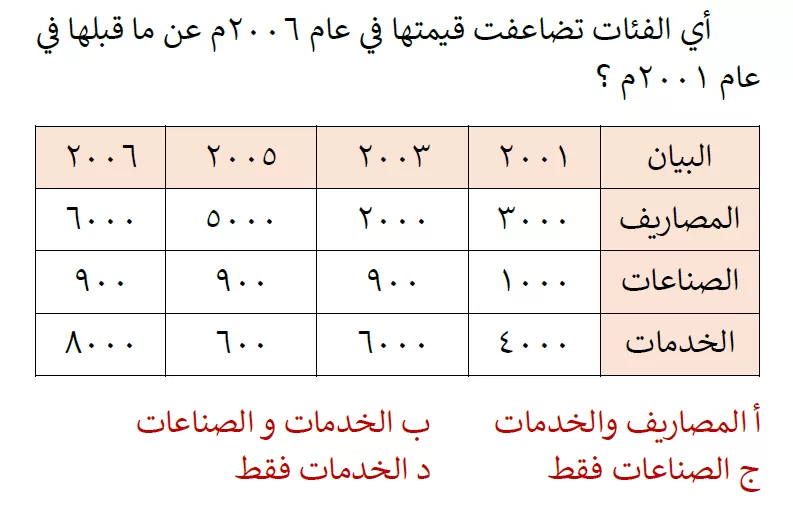 أي الفئات تضاعفت قيمتها في عام ٢٠٠٦م عن ما قبلها في
عام ٢٠٠١م ؟
البيان ٢٠٠١ ٢٠٠٣ ٢٠٠٥ ٢٠٠٦
المصاريف ٣٠٠٠ ٢٠٠٠ ٥٠٠٠ ٦٠٠٠
الصناعات ١٠٠٠ ٩٠٠ ٩٠٠ ٩٠٠
الخدمات ٤٠٠٠ ٦٠٠٠ ٦٠٠ ٨٠٠٠
أ المصاريف والخدمات ب الخدمات و الصناعات
ج الصناعات فقط د الخدمات فقط